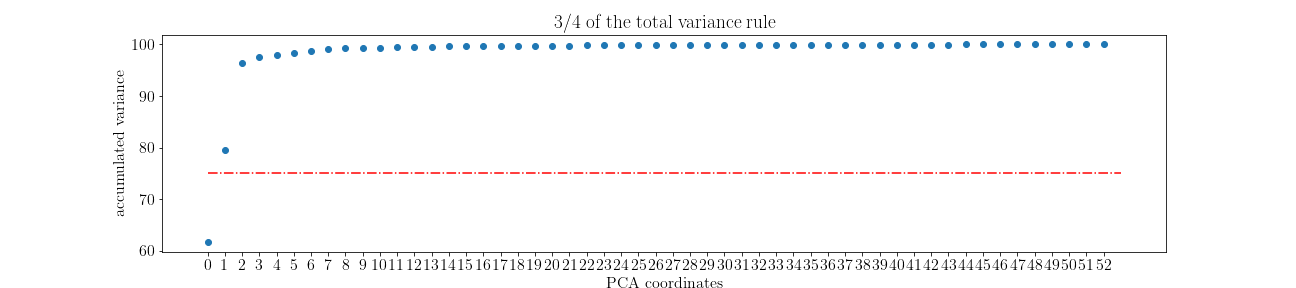 3/4 of the total variance rule
100
90
80
70
60
accumulated variance
0 1 2 3 4 5 6 7 8 9 10 11 12 13 14 15 16 17 18 19 20 21 22 23 24 25 26 27 28 29 30 31 32 33 34 35 36 37 38 39 40 41 42 43 44 45 46 47 48 49 50 51 52
PCA coordinates